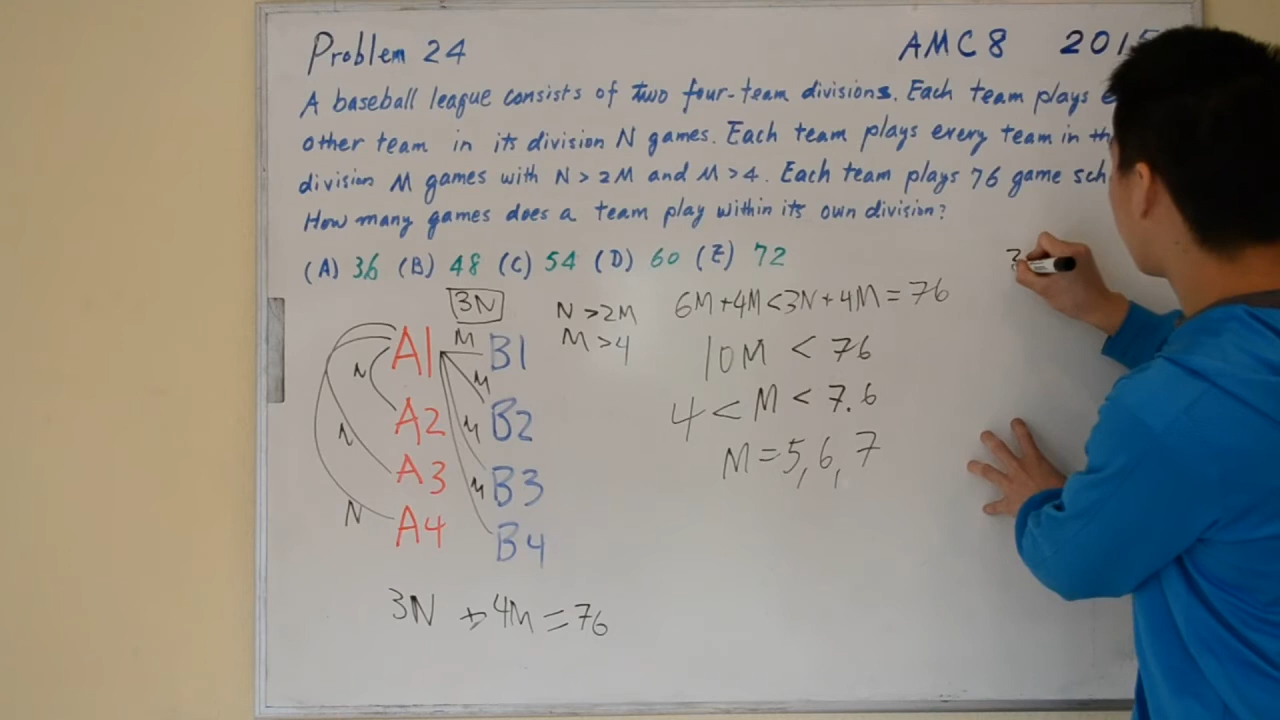 Problem 24
AMC8 2015
A baseball league consists of two four-team divisions. Each team plays
other team in its division N games. Each team plays every team in th
division M games with N > 2M and M > 4. Each team plays 76 game sch
How many games does a team play within its own division?
(A) 36 (B) 48 (C) 54 (D) 60 (E) 72
3N
N > 2M
M > 4
6M + 4M < 3N + 4M = 76
10M < 76
4 < M < 7.6
M = 5, 6, 7
A1 M B1
N M
A2 M B2
N
A3 M B3
N
A4 B4
3N + 4M = 76
3